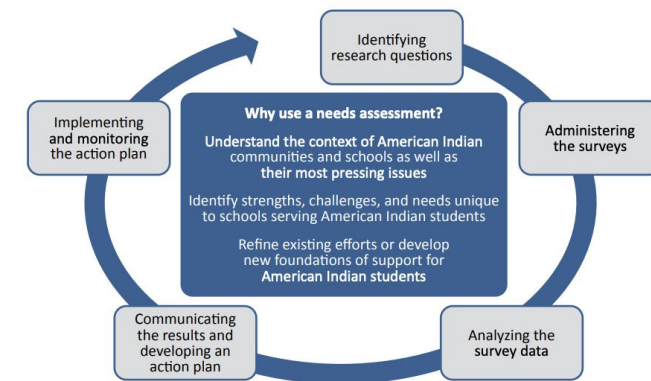 Identifying
research questions
Administering
the surveys
Analyzing the
survey data
Communicating
the results and
developing an
action plan
Implementing
and monitoring
the action plan
Why use a needs assessment?
Understand the context of American Indian
communities and schools as well as
their most pressing issues
Identify strengths, challenges, and needs unique
to schools serving American Indian students
Refine existing efforts or develop
new foundations of support for
American Indian students